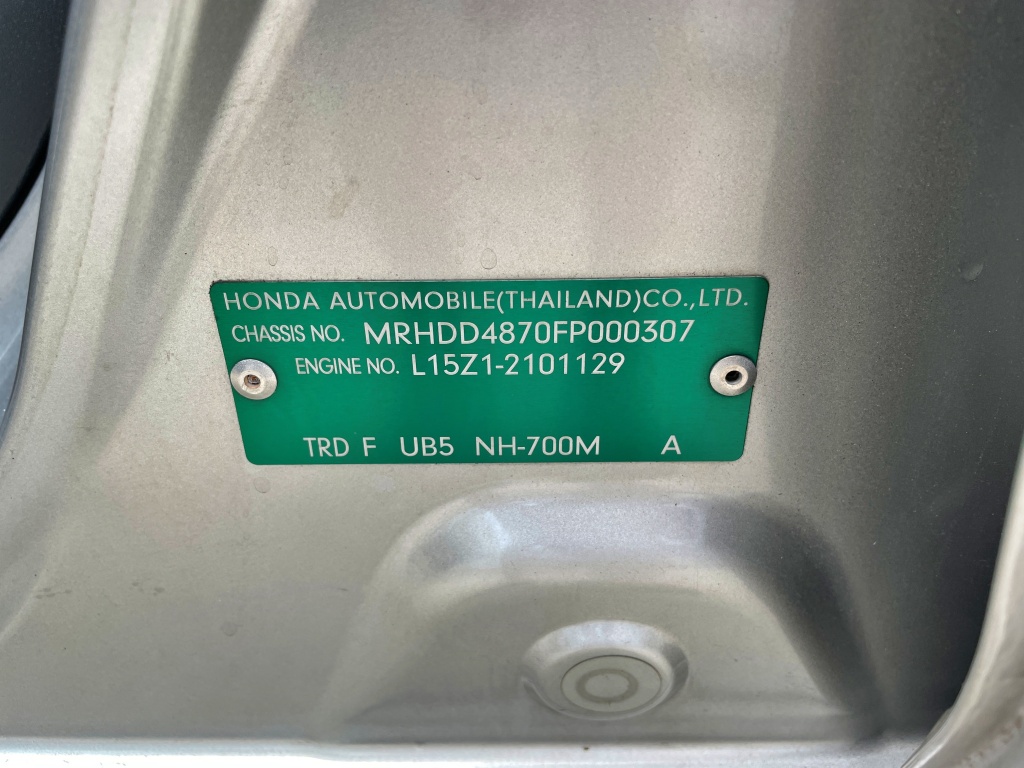 HONDA AUTOMOBILE(THAILAND)CO.,LTD.
CHASSIS NO. MRHDD4870FP000307
ENGINE NO. L15Z1-2101129
TRD F UB5 NH-700M A